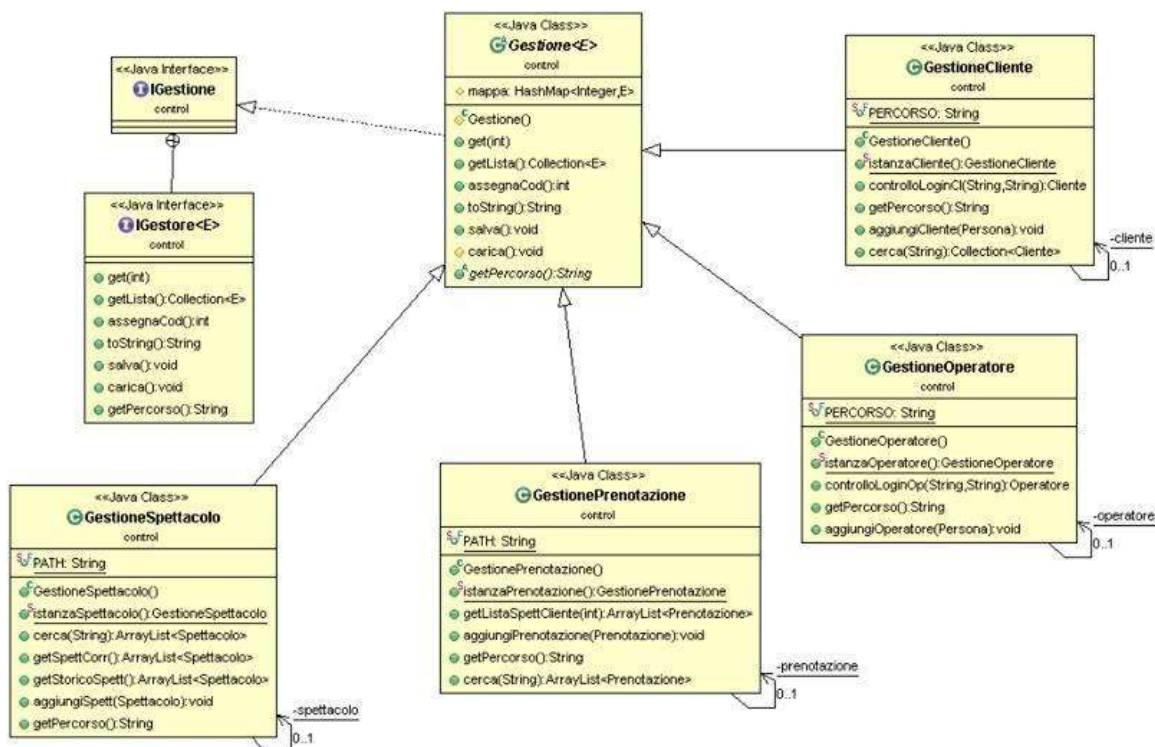 <<Java Class>>
Gestione<E>
control
mappa: HashMap<Integer,E>
Gestione()
get(int)
getLista():Collection<E>
assegnaCod():int
toString():String
salva():void
carica():void
getPercorso():String
<<Java Interface>>
IGestione
control
<<Java Interface>>
IGestore<E>
control
get(int)
getLista():Collection<E>
assegnaCod():int
toString():String
salva():void
carica():void
getPercorso():String
<<Java Class>>
GestioneCliente
control
PERCORSO: String
GestioneCliente()
istanzaCliente():GestioneCliente
controlloLoginCl(String,String):Cliente
getPercorso():String
aggiungiCliente(Persona):void
cerca(String):Collection<Cliente>
-cliente
0..1
<<Java Class>>
GestioneOperatore
control
PERCORSO: String
GestioneOperatore()
istanzaOperatore():GestioneOperatore
controlloLoginOp(String,String):Operatore
getPercorso():String
aggiungiOperatore(Persona):void
-operatore
0..1
<<Java Class>>
GestionePrenotazione
control
PATH: String
GestionePrenotazione()
istanzaPrenotazione():GestionePrenotazione
getListaSpettCliente(int):ArrayList<Prenotazione>
aggiungiPrenotazione(Prenotazione):void
getPercorso():String
cerca(String):ArrayList<Prenotazione>
-prenotazione
0..1
<<Java Class>>
GestioneSpettacolo
control
PATH: String
GestioneSpettacolo()
istanzaSpettacolo():GestioneSpettacolo
cerca(String):ArrayList<Spettacolo>
getSpettCorr():ArrayList<Spettacolo>
getStoricoSpett():ArrayList<Spettacolo>
aggiungiSpett(Spettacolo):void
getPercorso():String
-spettacolo
0..1